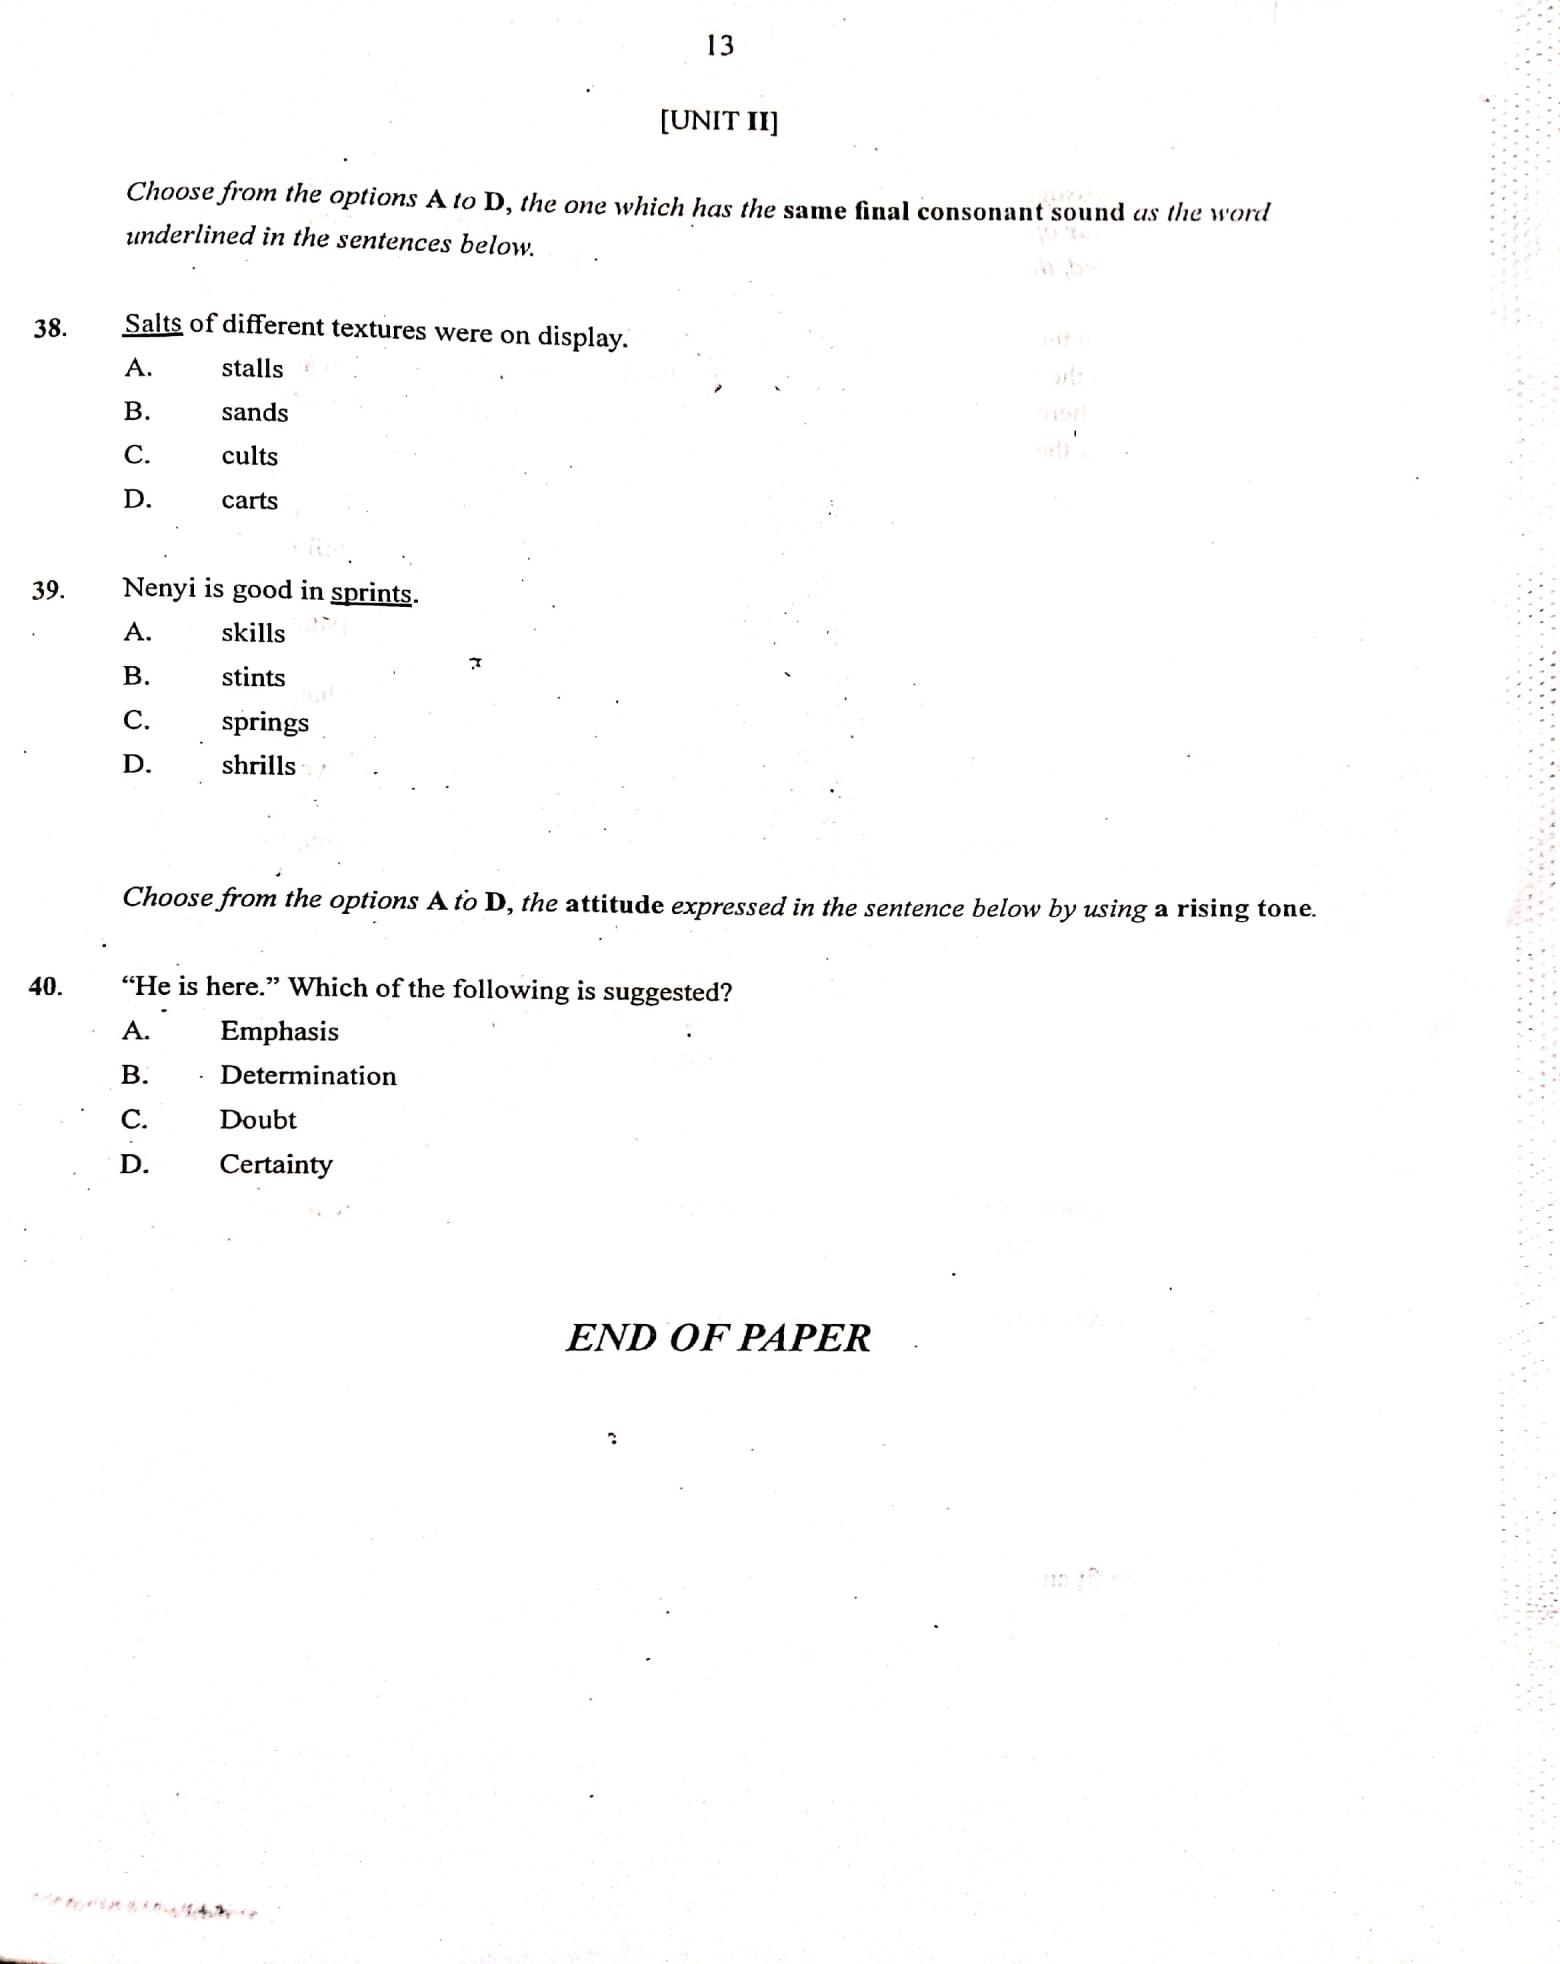 13
[UNIT II]
Choose from the options A to D, the one which has the same final consonant sound as the word
underlined in the sentences below.
38. Salts of different textures were on display.
A. stalls
B. sands
C. cults
D. carts
39. Nenyi is good in sprints.
A. skills
B. stints
C. springs
D. shrills
Choose from the options A to D, the attitude expressed in the sentence below by using a rising tone.
40. “He is here.” Which of the following is suggested?
A. Emphasis
B. Determination
C. Doubt
D. Certainty
END OF PAPER